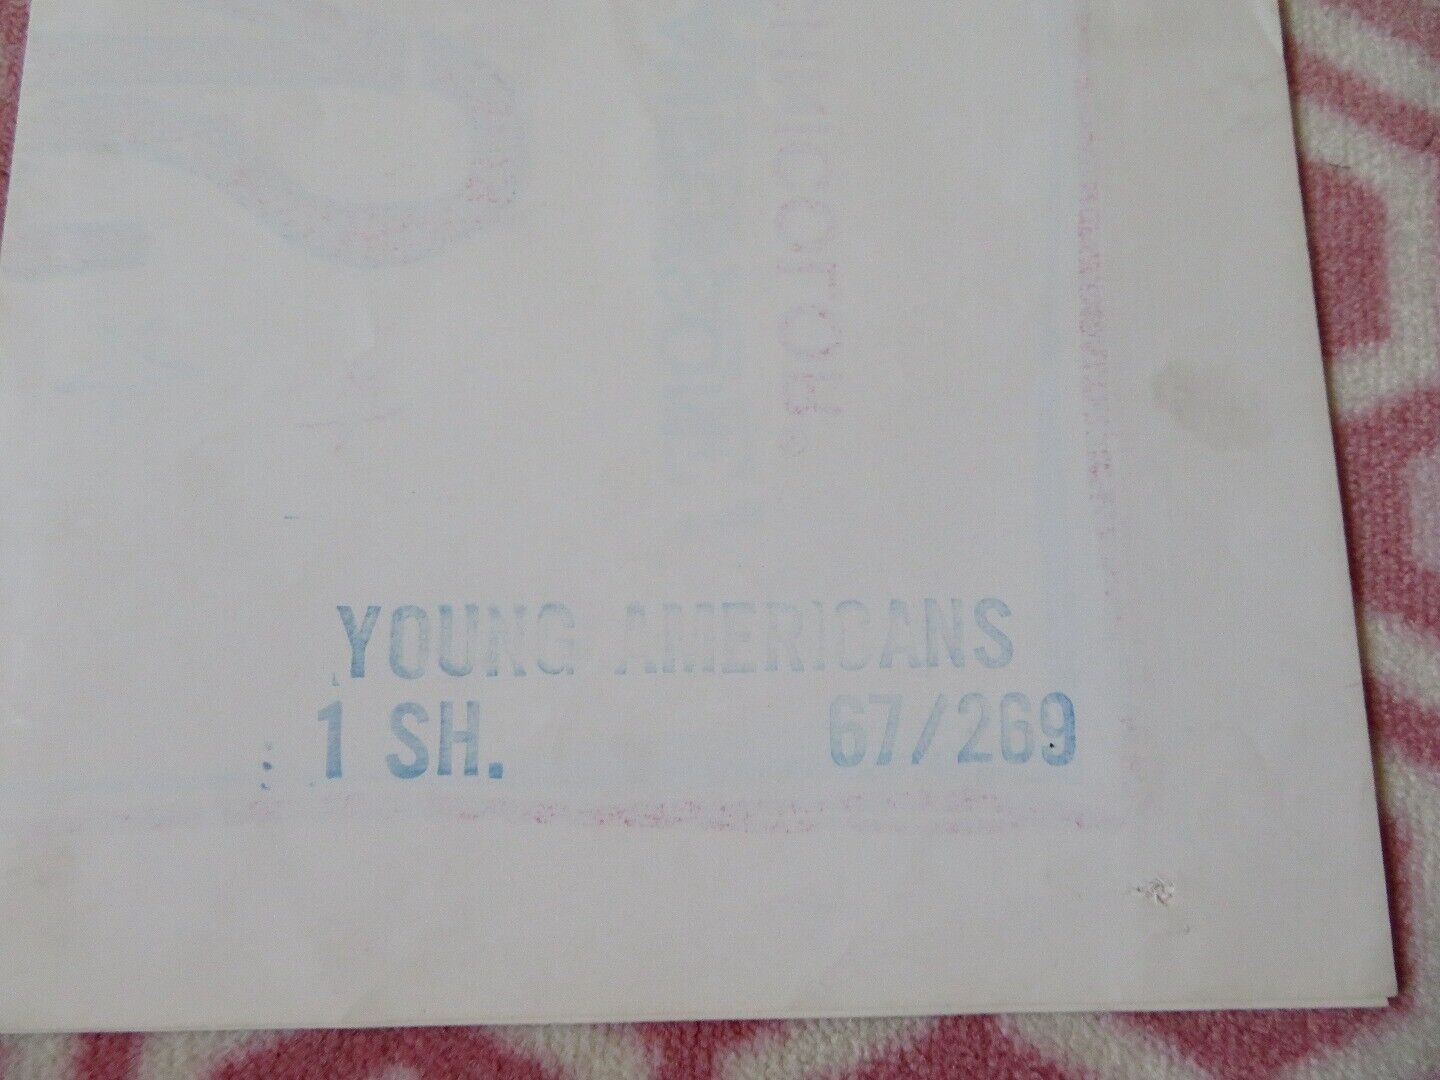 YOUNG AMERICANS
1 SH. 67/269